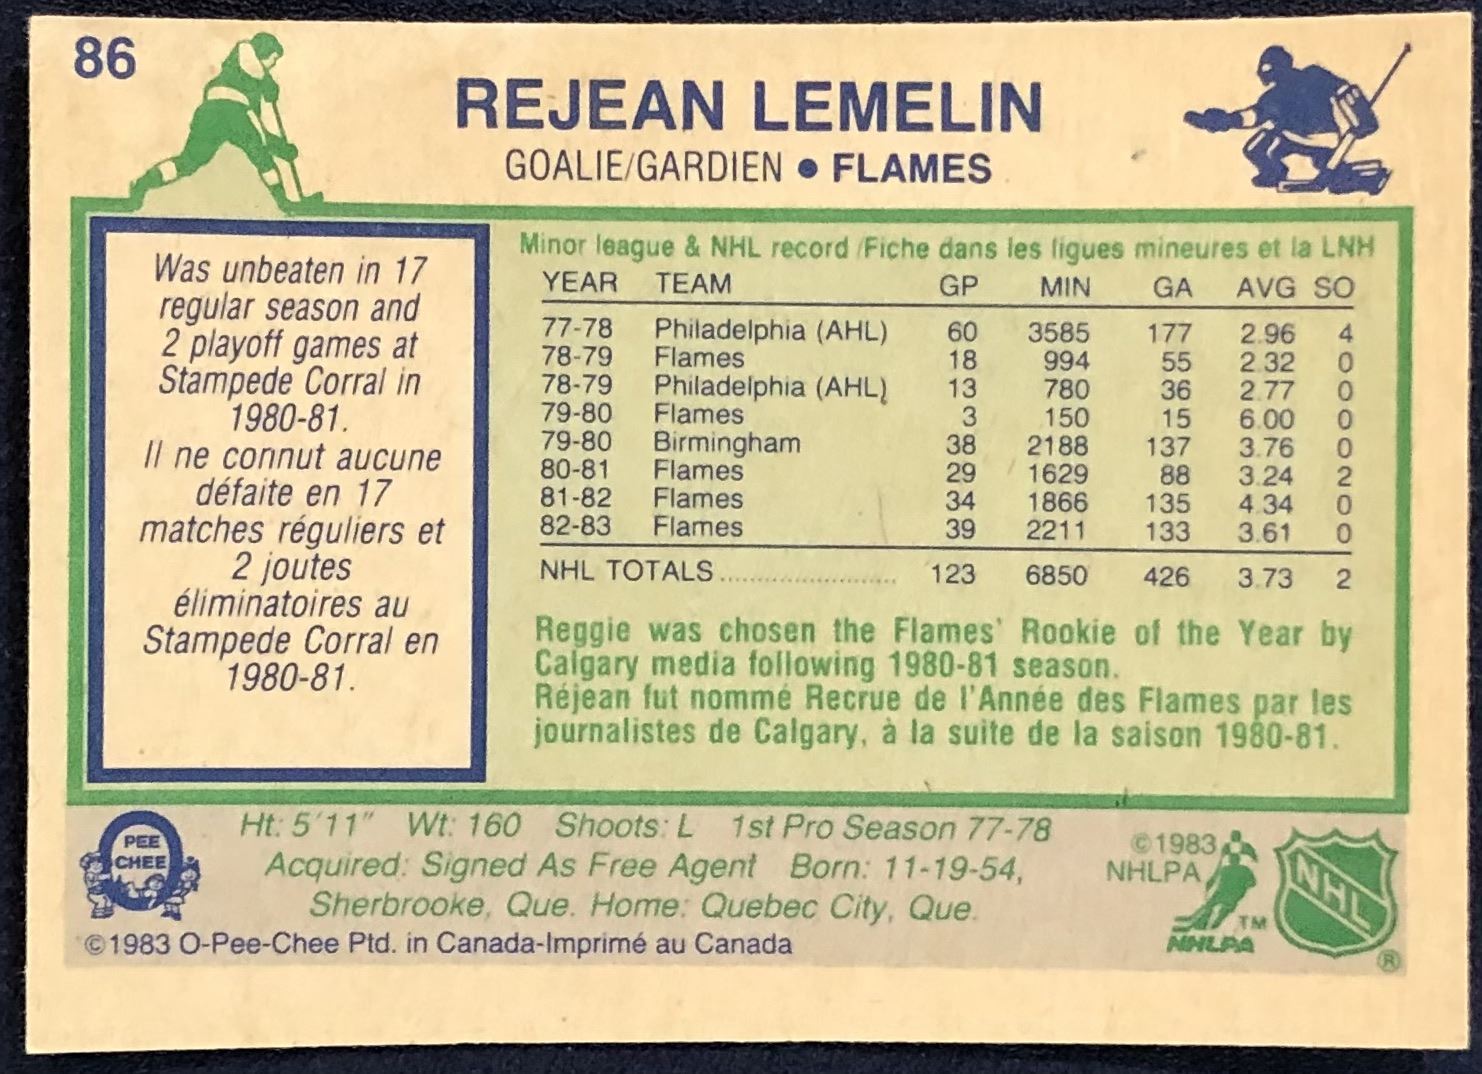 86
REJEAN LEMELIN
GOALIE/GARDIEN • FLAMES
Was unbeaten in 17
regular season and
2 playoff games at
Stampede Corral in
1980-81.
Il ne connut aucune
défaite en 17
matches réguliers et
2 joutes
éliminatoires au
Stampede Corral en
1980-81.
Minor league & NHL record/Fiche dans les ligues mineures et la LNH
YEAR TEAM GP MIN GA AVG SO
77-78 Philadelphia (AHL) 60 3585 177 2.96 4
78-79 Flames 18 994 55 2.32 0
78-79 Philadelphia (AHL) 13 780 36 2.77 0
79-80 Flames 3 150 15 6.00 0
79-80 Birmingham 38 2188 137 3.76 0
80-81 Flames 29 1629 88 3.24 2
81-82 Flames 34 1866 135 4.34 0
82-83 Flames 39 2211 133 3.61 0
NHL TOTALS........................ 123 6850 426 3.73 2
Reggie was chosen the Flames' Rookie of the Year by
Calgary media following 1980-81 season.
Réjean fut nommé Recrue de l'Année des Flames par les
journalistes de Calgary, à la suite de la saison 1980-81.
PEE
CHEE
Ht: 5'11" Wt: 160 Shoots: L 1st Pro Season 77-78
Acquired: Signed As Free Agent Born: 11-19-54,
Sherbrooke, Que. Home: Quebec City, Que.
©1983 O-Pee-Chee Ptd. in Canada-Imprimé au Canada
©1983
NHLPA
TM
NHLPA
NHL
®